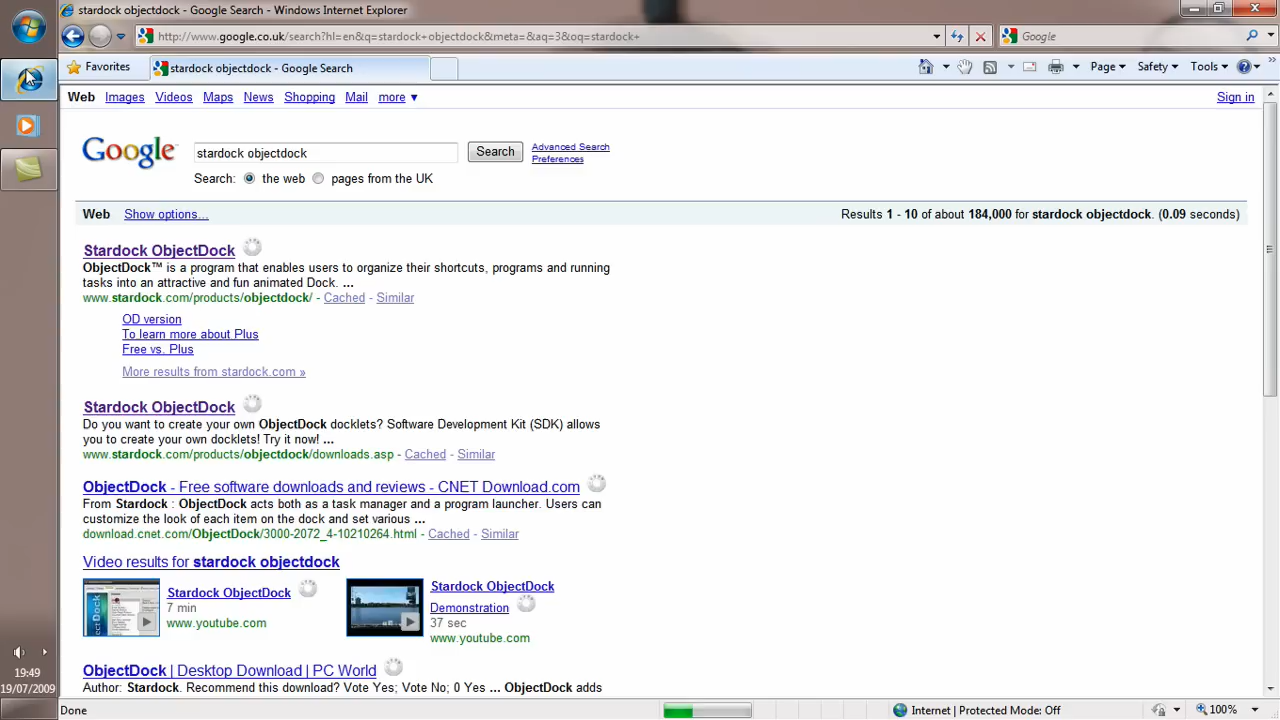 stardock objectdock - Google Search - Windows Internet Explorer
http://www.google.co.uk/search?hl=en&q=stardock+objectdock&meta=&aq=3&oq=stardock+
Google
Favorites
stardock objectdock - Google Search
Page Safety Tools
Web Images Videos Maps News Shopping Mail more ▼
Sign in
Google
stardock objectdock
Search
Advanced Search
Preferences
Search: the web pages from the UK
Web Show options...
Results 1 - 10 of about 184,000 for stardock objectdock. (0.09 seconds)
Stardock ObjectDock
ObjectDock™ is a program that enables users to organize their shortcuts, programs and running
tasks into an attractive and fun animated Dock. ...
www.stardock.com/products/objectdock/ - Cached - Similar
OD version
To learn more about Plus
Free vs. Plus
More results from stardock.com »
Stardock ObjectDock
Do you want to create your own ObjectDock docklets? Software Development Kit (SDK) allows
you to create your own docklets! Try it now! ...
www.stardock.com/products/objectdock/downloads.asp - Cached - Similar
ObjectDock - Free software downloads and reviews - CNET Download.com
From Stardock : ObjectDock acts both as a task manager and a program launcher. Users can
customize the look of each item on the dock and set various ...
download.cnet.com/ObjectDock/3000-2072_4-10210264.html - Cached - Similar
Video results for stardock objectdock
Stardock ObjectDock
7 min
www.youtube.com
Stardock ObjectDock
Demonstration
37 sec
www.youtube.com
ObjectDock | Desktop Download | PC World
Author: Stardock. Recommend this download? Vote Yes; Vote No; 0 Yes ... ObjectDock adds
19:49
19/07/2009
Done
Internet | Protected Mode: Off
100%